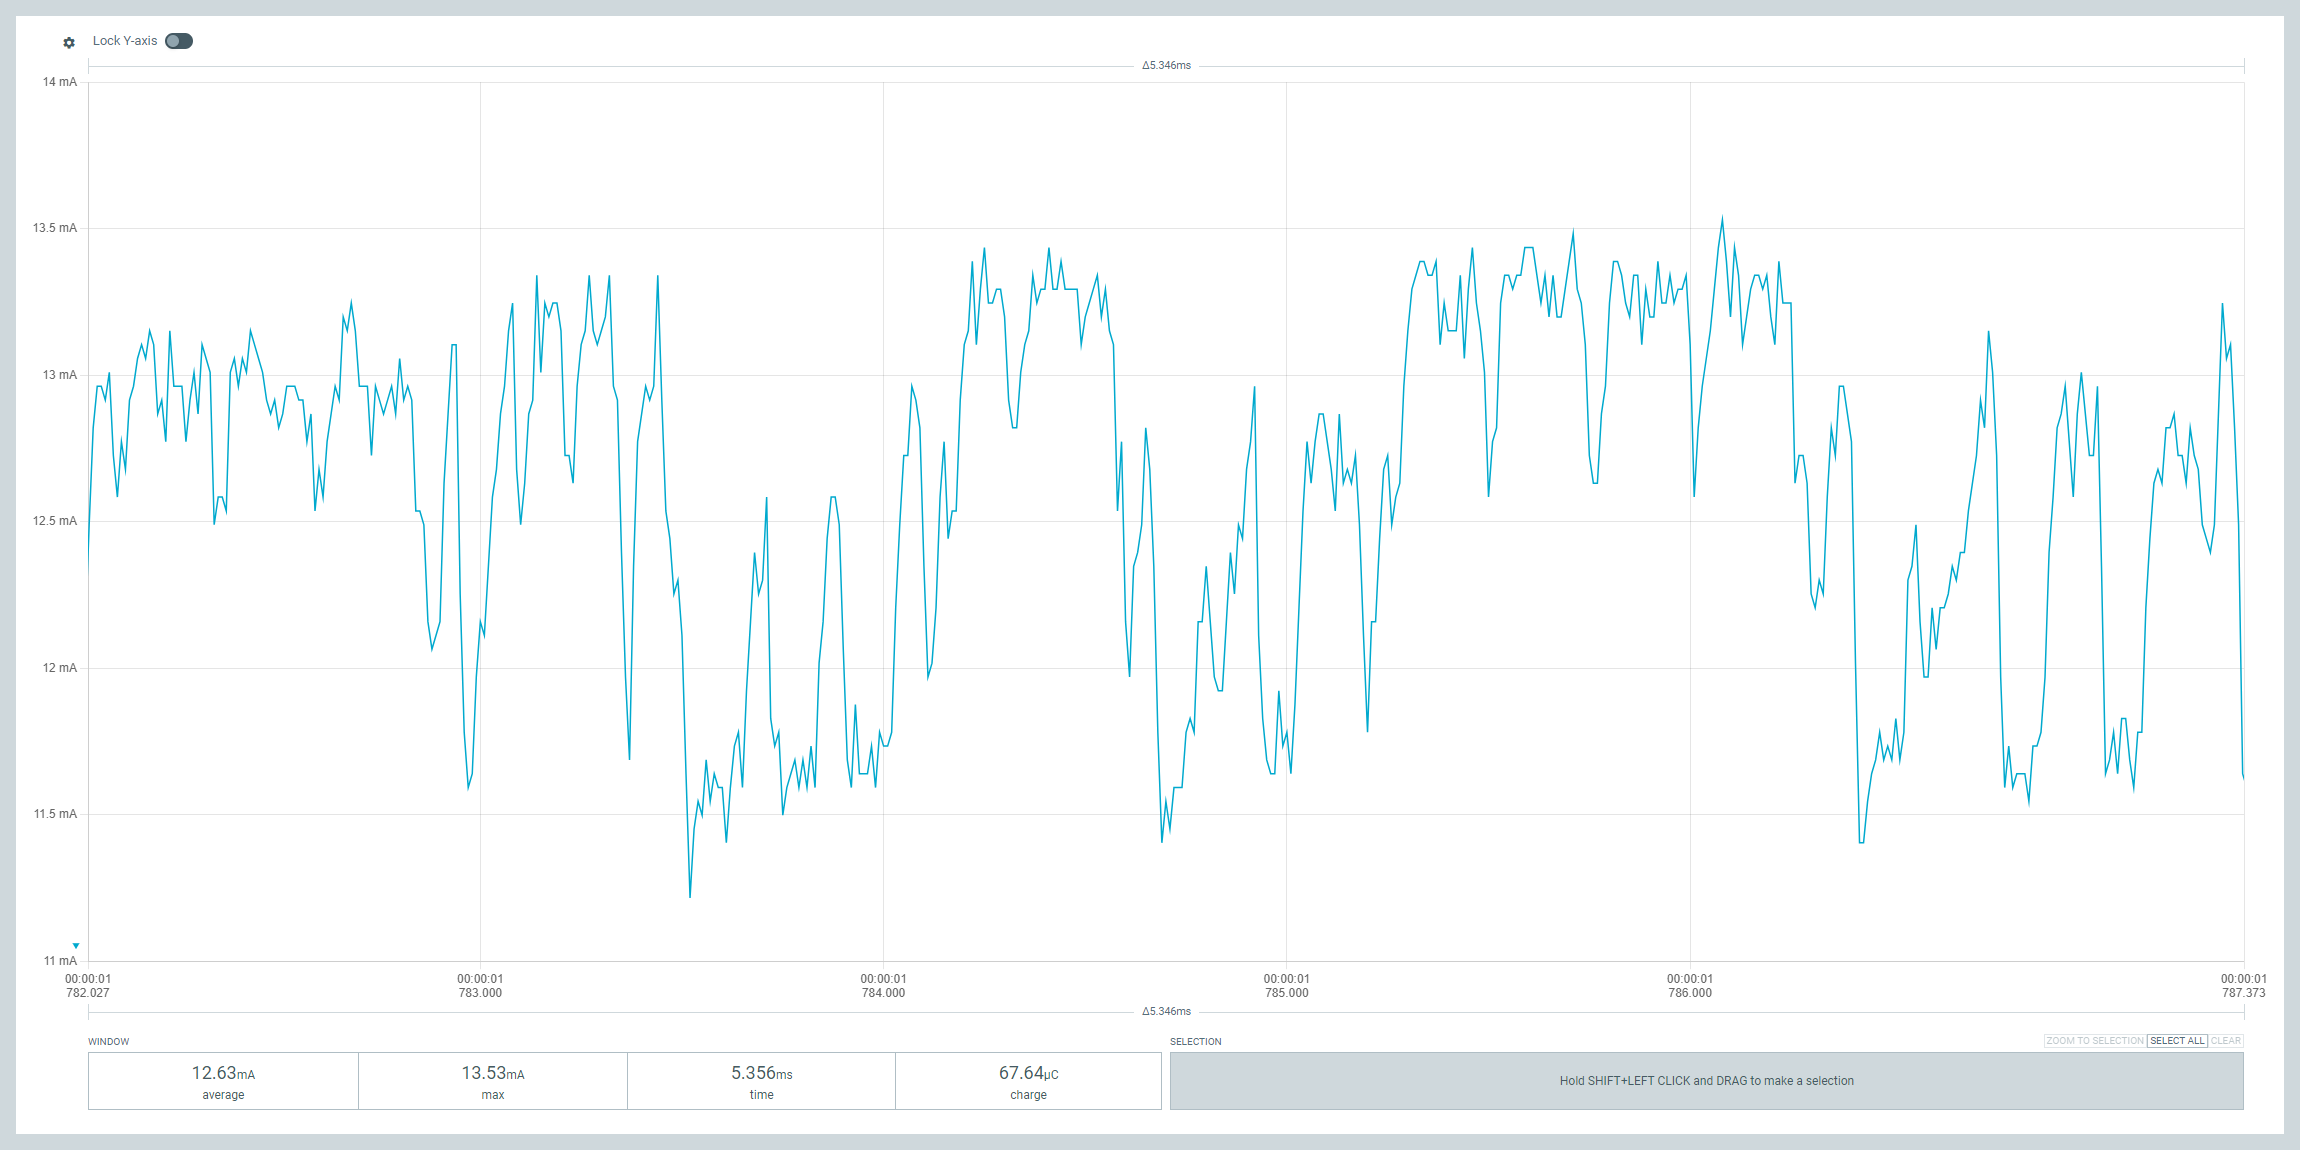 Lock Y-axis
Δ5.346ms
14 mA
13.5 mA
13 mA
12.5 mA
12 mA
11.5 mA
11 mA
00:00:01 00:00:01 00:00:01 00:00:01 00:00:01 00:00:01
782.027 783.000 784.000 785.000 786.000 787.373
Δ5.346ms
WINDOW
12.63mA 13.53mA 5.356ms 67.64µC
average max time charge
SELECTION
ZOOM TO SELECTION SELECT ALL CLEAR
Hold SHIFT+LEFT CLICK and DRAG to make a selection